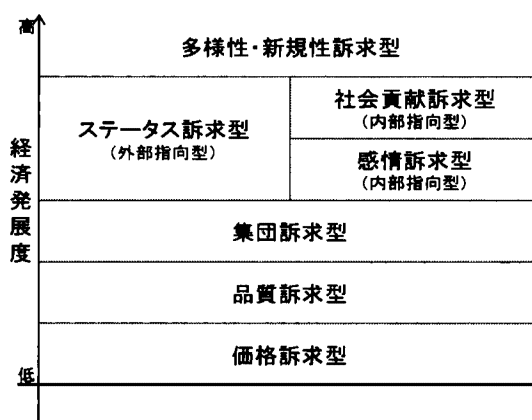 高
多様性・新規性訴求型
社会貢献訴求型
(内部指向型)
ステータス訴求型
(外部指向型)
感情訴求型
(内部指向型)
経済発展度
集団訴求型
品質訴求型
価格訴求型
低